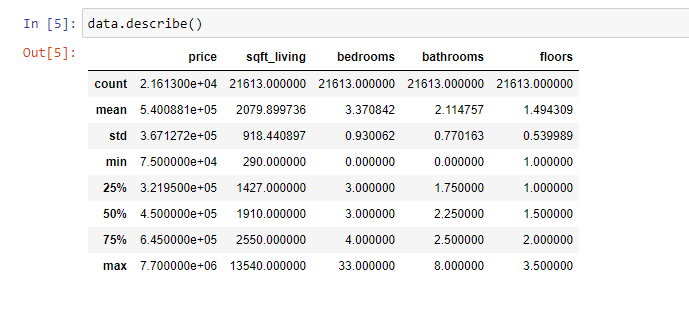 In [5]: data.describe()
Out[5]:
price sqft_living bedrooms bathrooms floors
count 2.161300e+04 21613.000000 21613.000000 21613.000000 21613.000000
mean 5.400881e+05 2079.899736 3.370842 2.114757 1.494309
std 3.671272e+05 918.440897 0.930062 0.770163 0.539989
min 7.500000e+04 290.000000 0.000000 0.000000 1.000000
25% 3.219500e+05 1427.000000 3.000000 1.750000 1.000000
50% 4.500000e+05 1910.000000 3.000000 2.250000 1.500000
75% 6.450000e+05 2550.000000 4.000000 2.500000 2.000000
max 7.700000e+06 13540.000000 33.000000 8.000000 3.500000